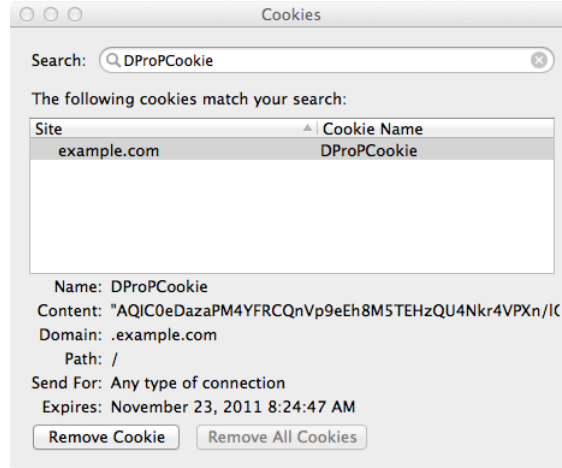 Cookies
Search: DProPCookie
The following cookies match your search:
Site Cookie Name
example.com DProPCookie
Name: DProPCookie
Content: "AQIC0eDazaPM4YFRCQnVp9eEh8M5TEHzQU4Nkr4VPXn/l
Domain: .example.com
Path: /
Send For: Any type of connection
Expires: November 23, 2011 8:24:47 AM
Remove Cookie Remove All Cookies